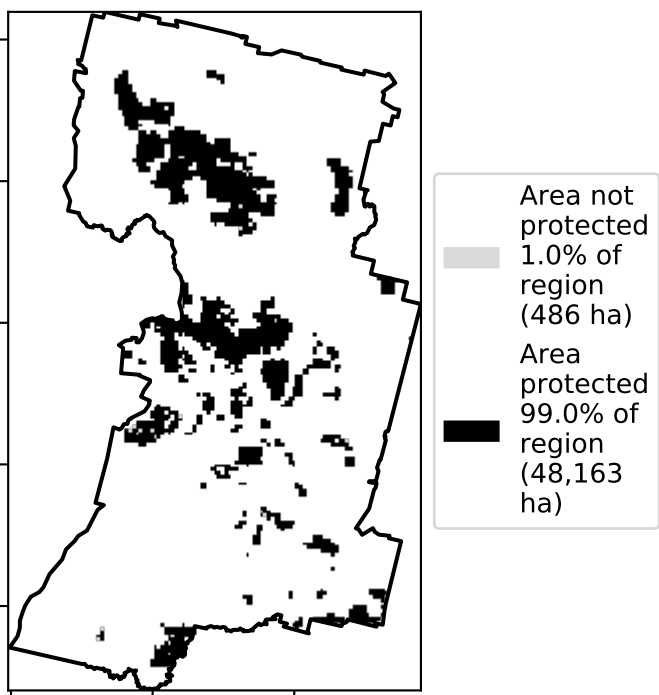 Area not
protected
1.0% of
region
(486 ha)
Area
protected
99.0% of
region
(48,163
ha)